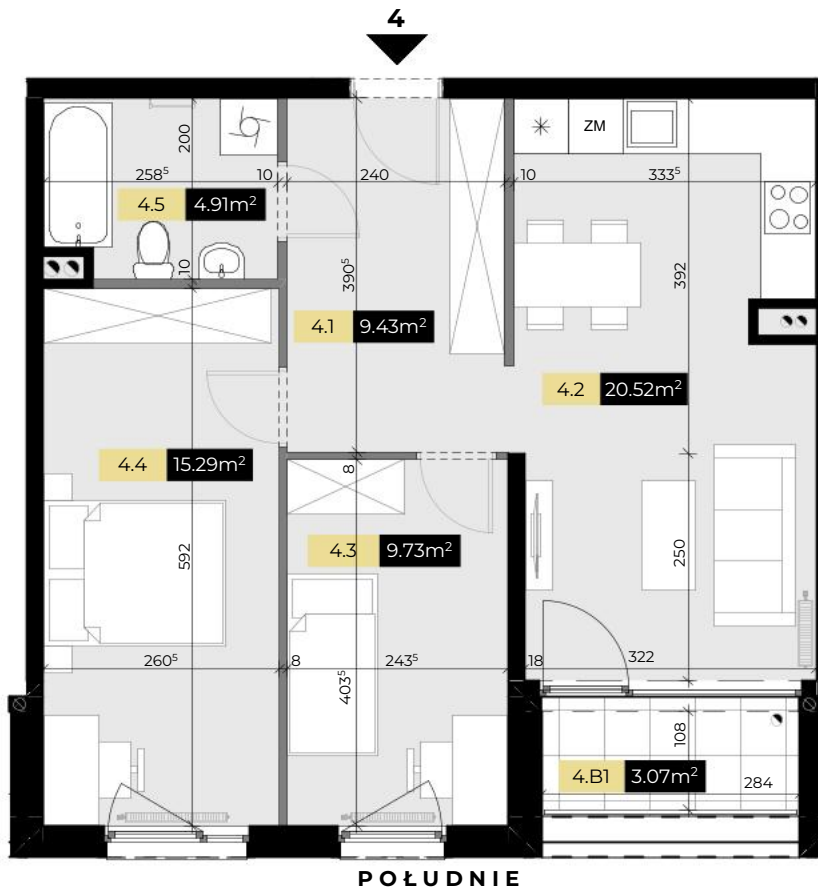 4
ZM
200
258⁵
10
240
10
333⁵
4.5 4.91m²
10
390⁵
392
4.1 9.43m²
4.2 20.52m²
4.4 15.29m²
8
4.3 9.73m²
592
250
260⁵
8
243⁵
18
322
403⁵
108
4.B1 3.07m²
284
POŁUDNIE